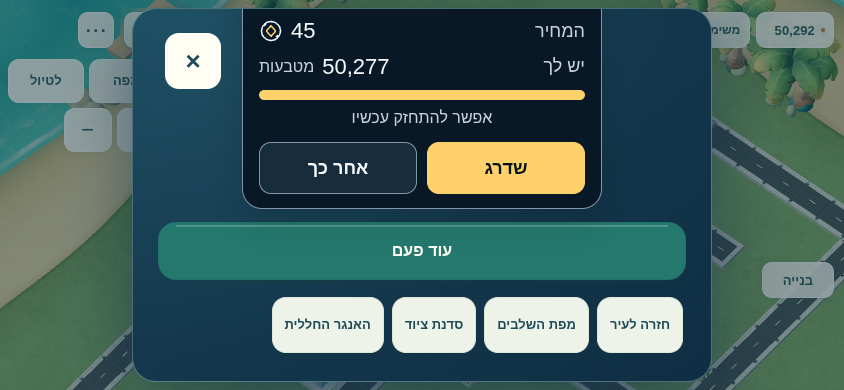 50,292
משימ
...
לטיול
מפה
–
המחיר 45
יש לך 50,277 מטבעות
אפשר להתחזק עכשיו
שדרג
אחר כך
×
עוד פעם
חזרה לעיר
מפת השלבים
סדנת ציוד
האנגר החללית
בנייה